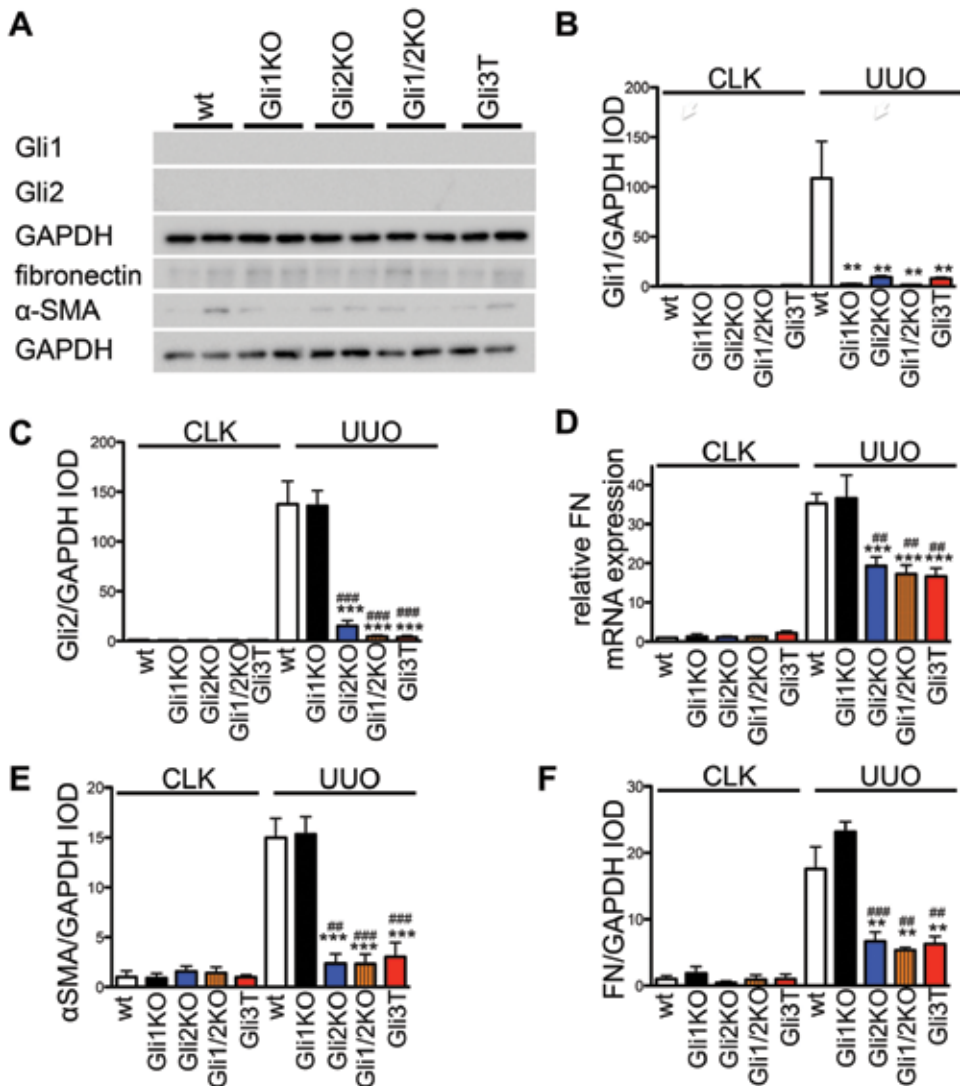 A
wt
Gli1KO
Gli2KO
Gli1/2KO
Gli3T
Gli1
Gli2
GAPDH
fibronectin
α-SMA
GAPDH
B
CLK
UUO
Gli1/GAPDH IOD
150
100
50
0
**
**
**
**
wt
Gli1KO
Gli2KO
Gli1/2KO
Gli3T
wt
Gli1KO
Gli2KO
Gli1/2KO
Gli3T
C
CLK
UUO
Gli2/GAPDH IOD
200
150
100
50
0
### ### ###
*** *** ***
wt
Gli1KO
Gli2KO
Gli1/2KO
Gli3T
wt
Gli1KO
Gli2KO
Gli1/2KO
Gli3T
D
CLK
UUO
relative FN
mRNA expression
40
30
20
10
0
## ## ##
*** *** ***
wt
Gli1KO
Gli2KO
Gli1/2KO
Gli3T
wt
Gli1KO
Gli2KO
Gli1/2KO
Gli3T
E
CLK
UUO
αSMA/GAPDH IOD
20
15
10
5
0
## ### ###
*** *** ***
wt
Gli1KO
Gli2KO
Gli1/2KO
Gli3T
wt
Gli1KO
Gli2KO
Gli1/2KO
Gli3T
F
CLK
UUO
FN/GAPDH IOD
30
20
10
0
### ## ##
** ** **
wt
Gli1KO
Gli2KO
Gli1/2KO
Gli3T
wt
Gli1KO
Gli2KO
Gli1/2KO
Gli3T